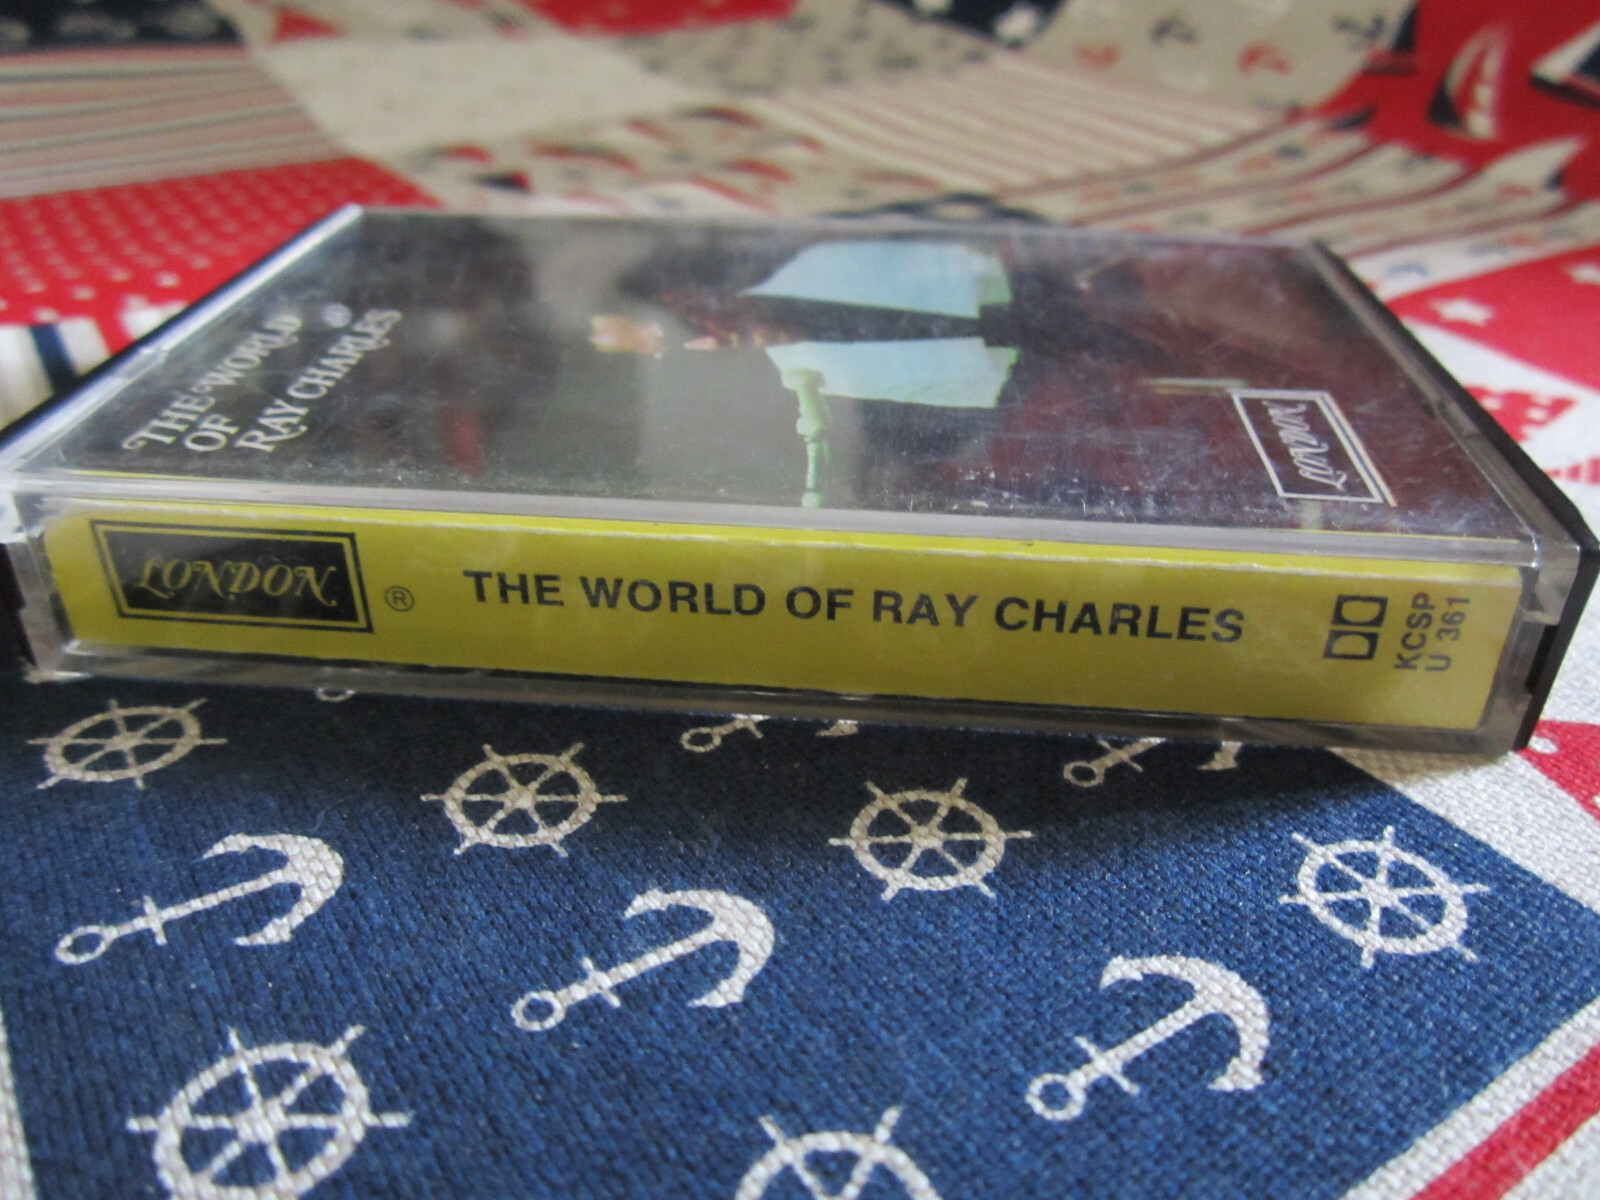 THE WORLD
OF
RAY CHARLES
LONDON
LONDON
®
THE WORLD OF RAY CHARLES
KCSP
U 361